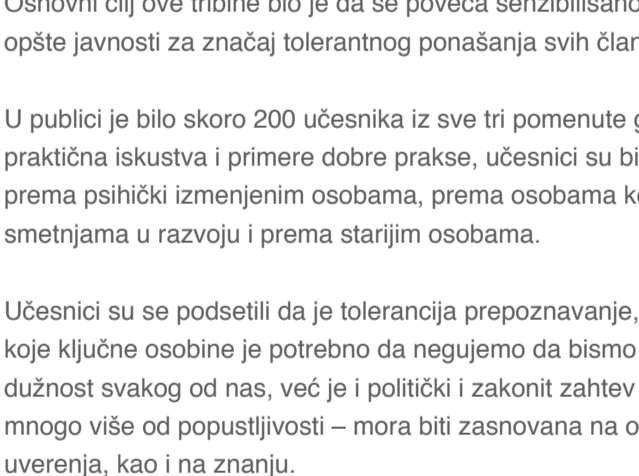 Osnovni cilj ove tribine bio je da se poveća
opšte javnosti za značaj tolerantnog ponašanja svih
U publici je bilo skoro 200 učesnika iz sve tri pomenute
praktična iskustva i primere dobre prakse, učesnici su
prema psihički izmenjenim osobama, prema osobama
smetnjama u razvoju i prema starijim osobama.
Učesnici su se podsetili da je tolerancija prepoznavanje,
koje ključne osobine je potrebno da negujemo da bismo
dužnost svakog od nas, već je i politički i zakonit zahtev
mnogo više od popustljivosti – mora biti zasnovana na
uverenja, kao i na znanju.